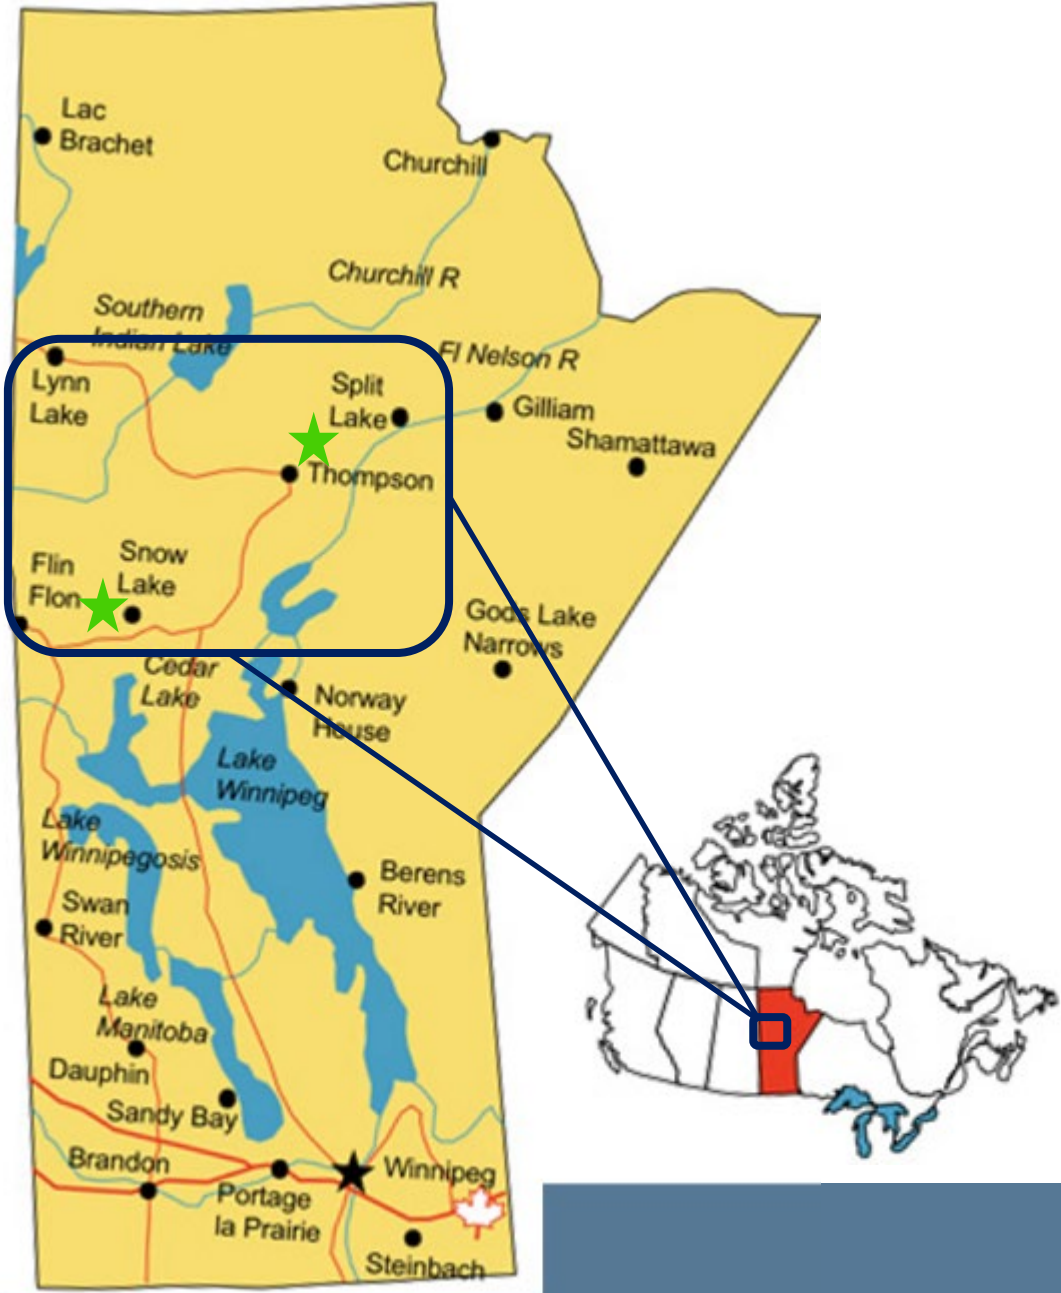 Lac
Brachet
Churchill
Churchill R
Southern
Indian Lake
Fl Nelson R
Lynn
Lake
Split
Lake
Gilliam
Shamattawa
Thompson
Snow
Lake
Flin
Flon
Gods Lake
Narrows
Cedar
Lake
Norway
House
Lake
Winnipeg
Lake
Winnipegosis
Berens
River
Swan
River
Lake
Manitoba
Dauphin
Sandy Bay
Brandon
Winnipeg
Portage
la Prairie
Steinbach